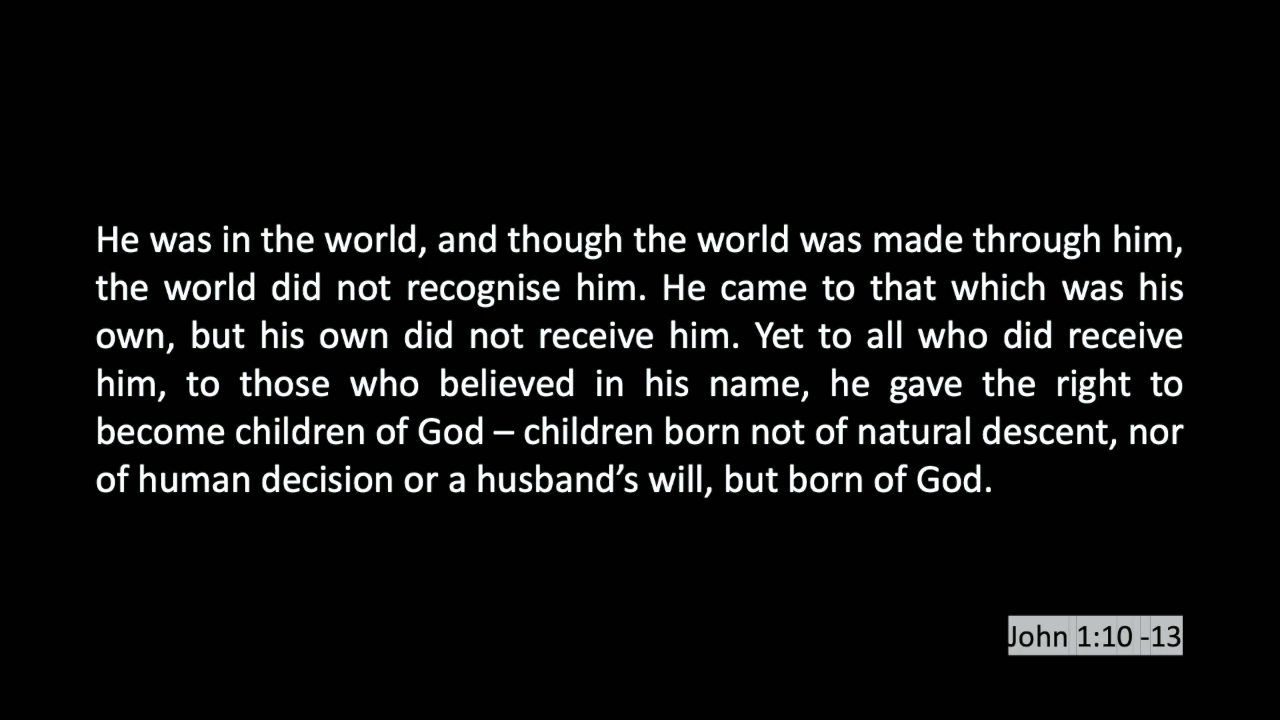 He was in the world, and though the world was made through him,
the world did not recognise him. He came to that which was his
own, but his own did not receive him. Yet to all who did receive
him, to those who believed in his name, he gave the right to
become children of God – children born not of natural descent, nor
of human decision or a husband’s will, but born of God.
John 1:10 -13